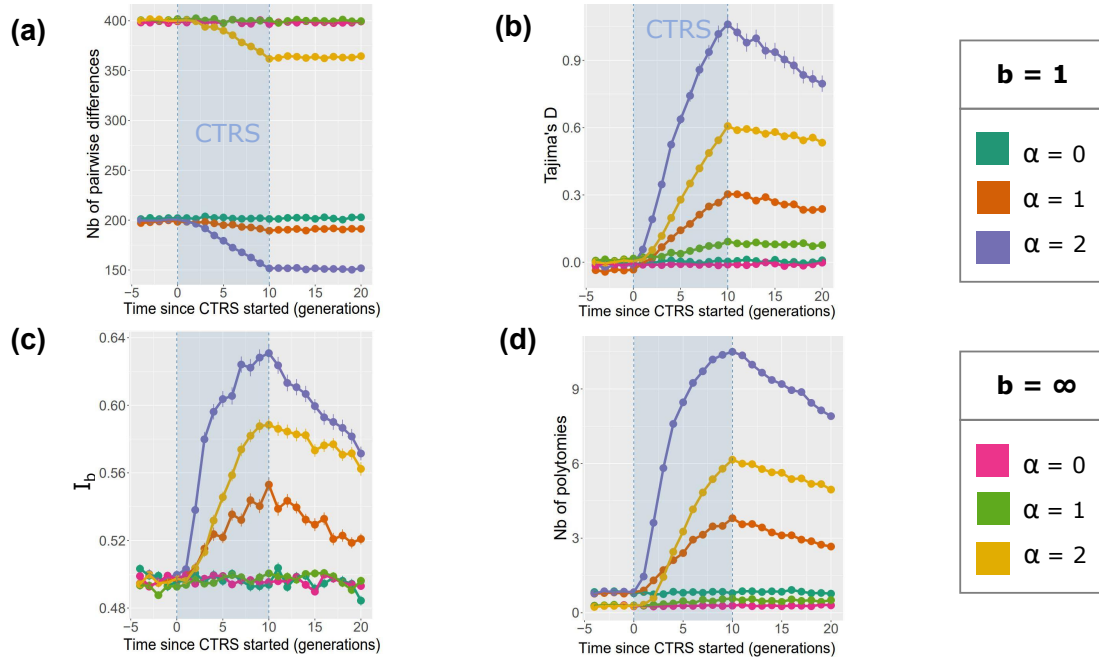 (a)
Nb of pairwise differences
400
350
300
250
200
150
CTRS
-5 0 5 10 15 20
Time since CTRS started (generations)
(b)
Tajima's D
0.9
0.6
0.3
0.0
CTRS
-5 0 5 10 15 20
Time since CTRS started (generations)
b = 1
α = 0
α = 1
α = 2
(c)
I_b
0.64
0.60
0.56
0.52
0.48
-5 0 5 10 15 20
Time since CTRS started (generations)
(d)
Nb of polytomies
9
6
3
0
-5 0 5 10 15 20
Time since CTRS started (generations)
b = ∞
α = 0
α = 1
α = 2